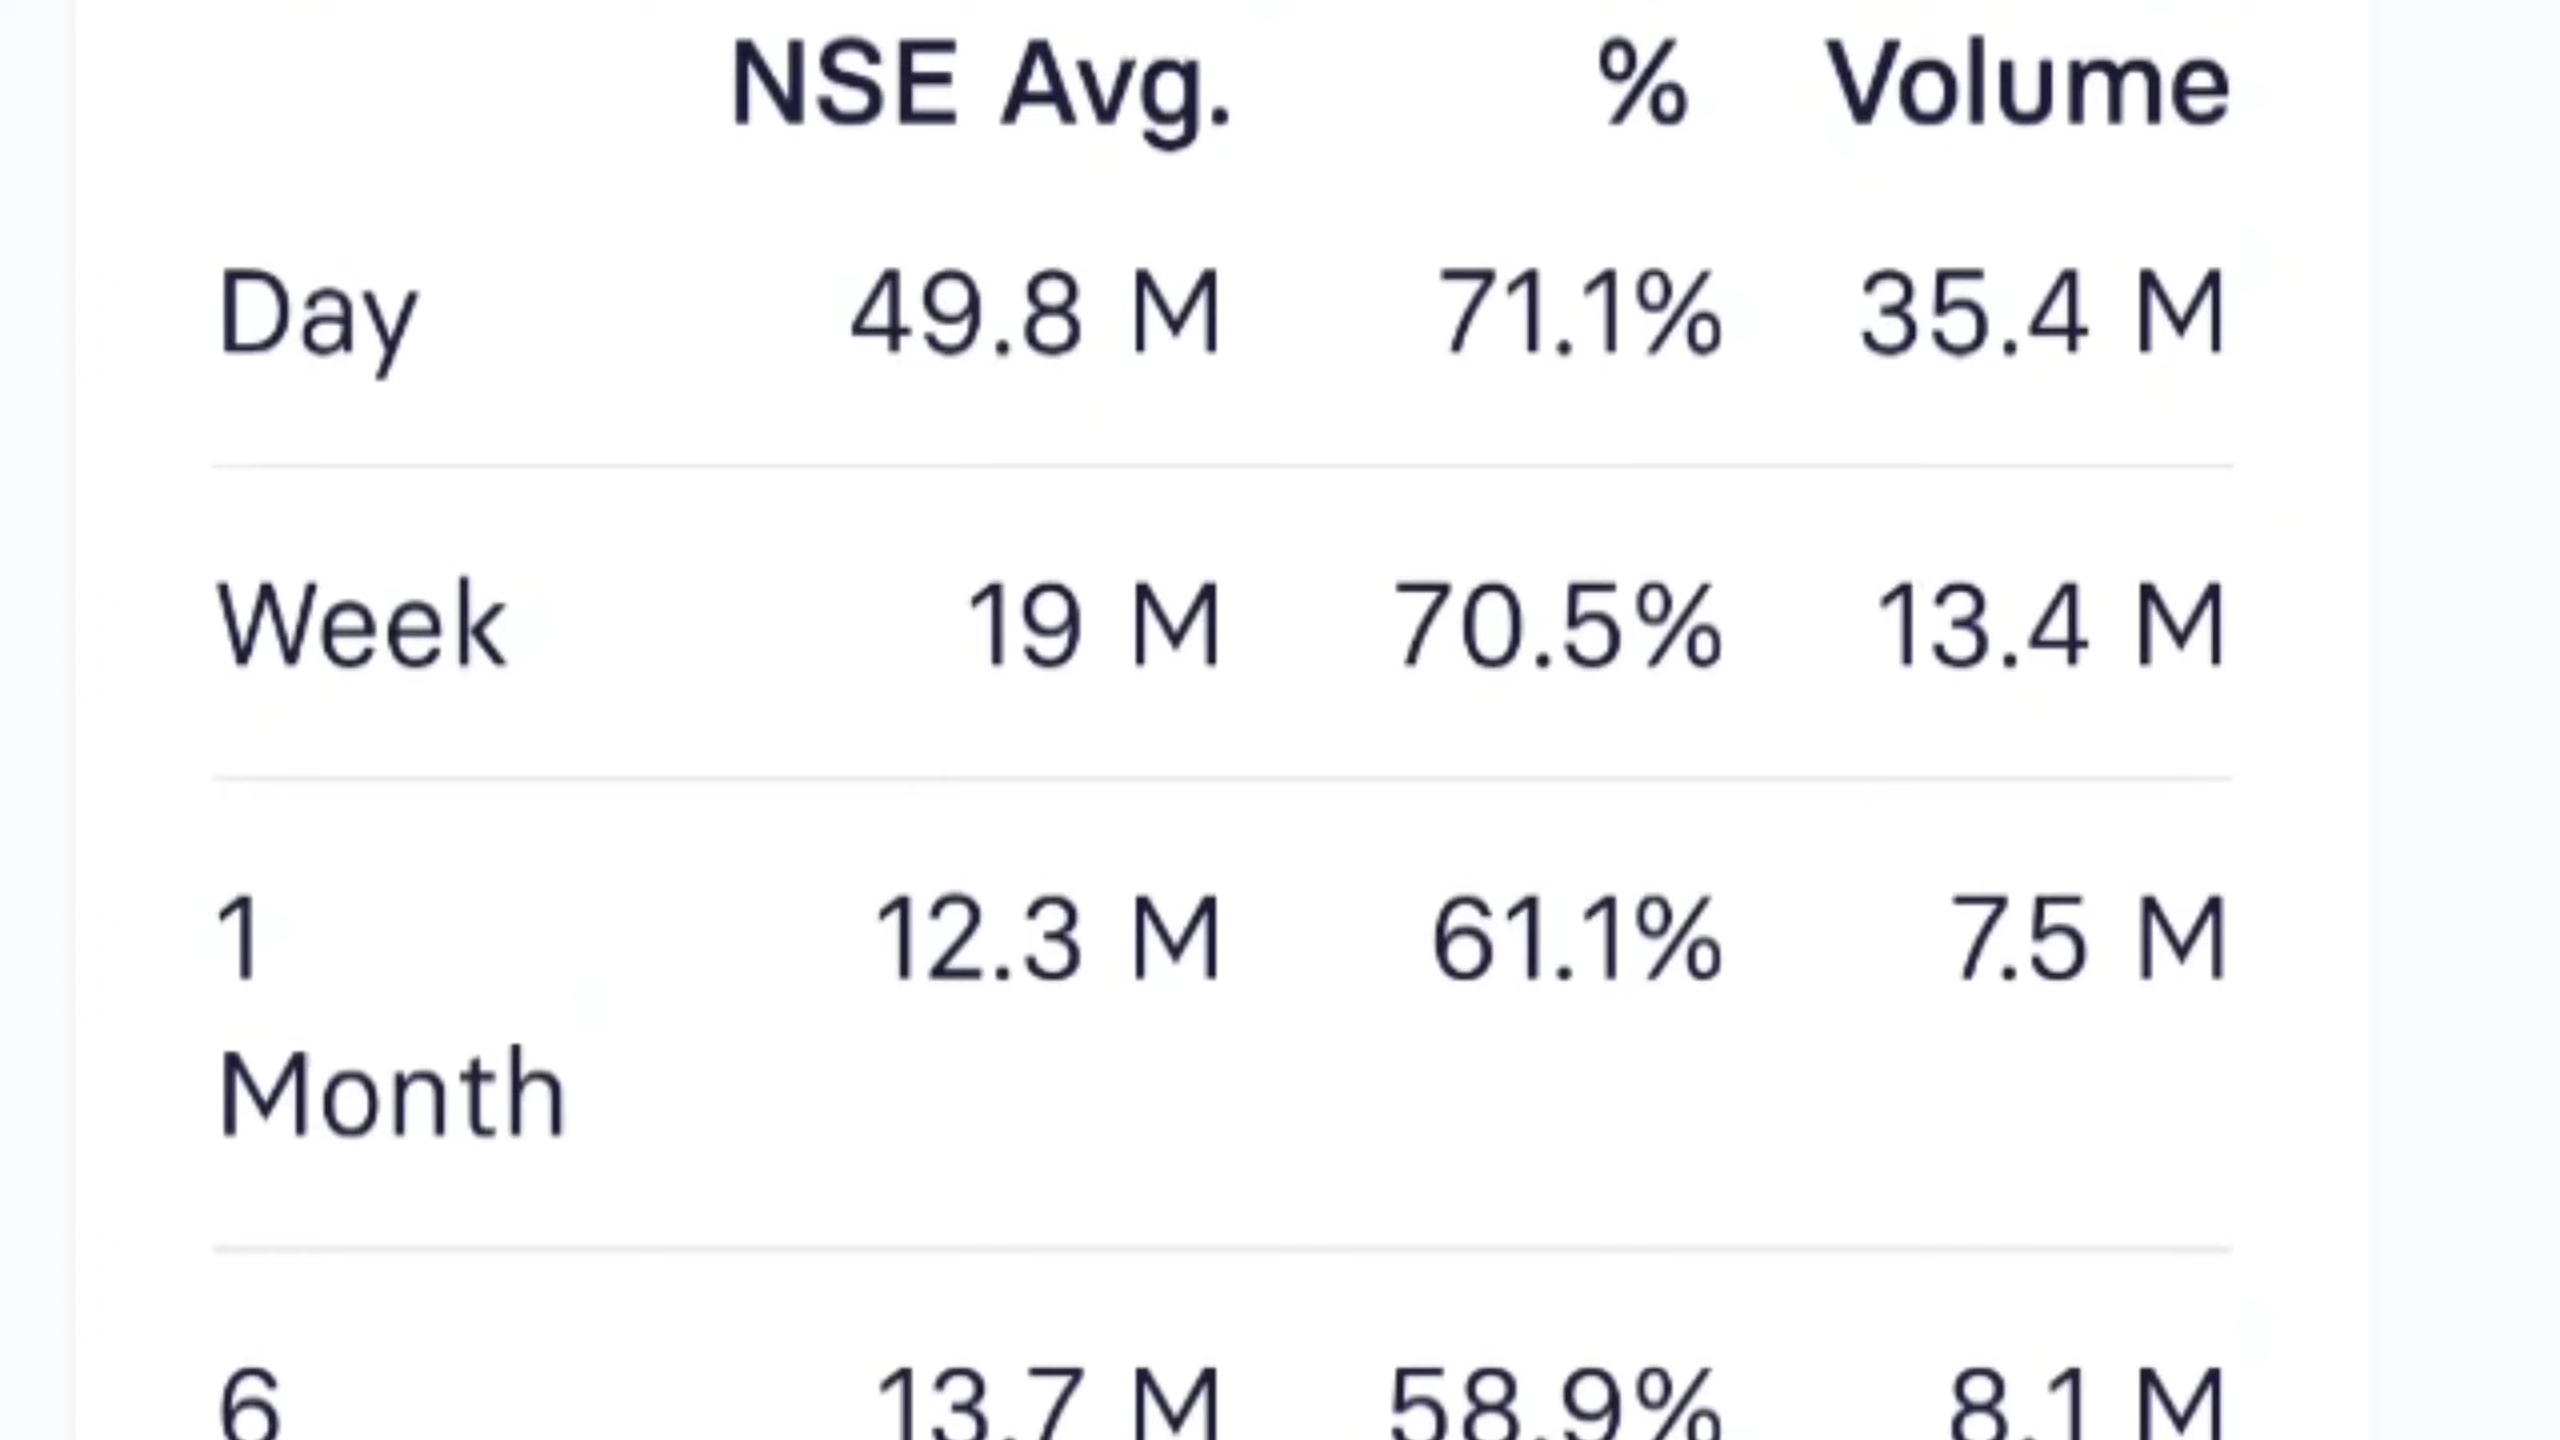 NSE Avg. % Volume
Day 49.8 M 71.1% 35.4 M
Week 19 M 70.5% 13.4 M
1 12.3 M 61.1% 7.5 M
Month
6 13.7 M 58.9% 8.1 M